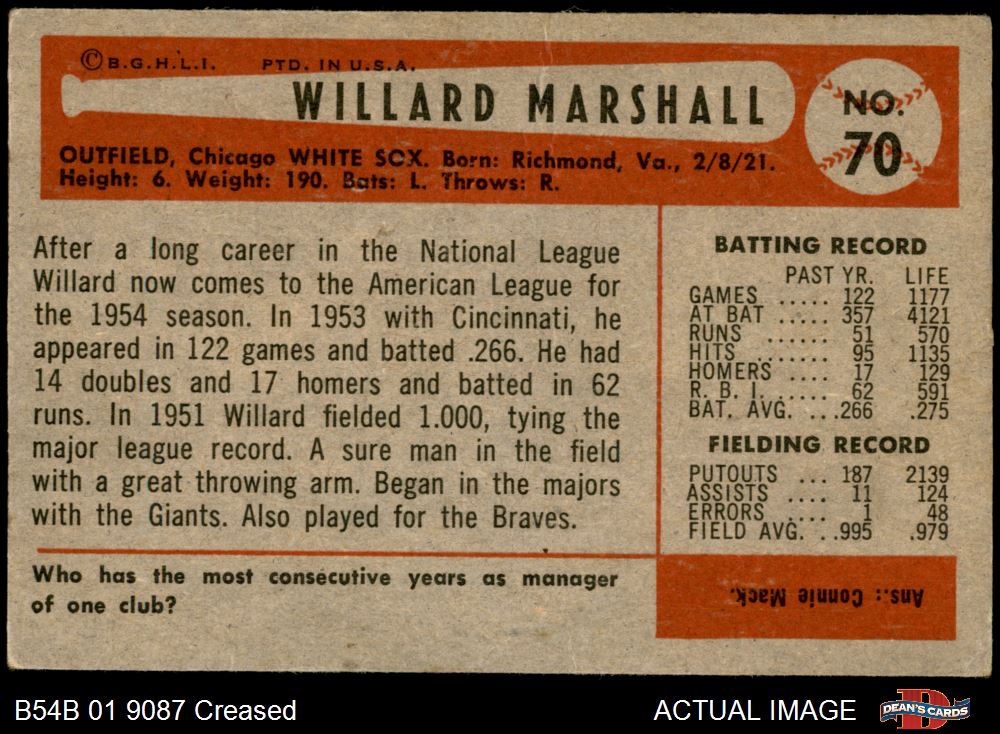 ©B.G.H.L.I. PTD. IN U.S.A.
WILLARD MARSHALL
NO. 70
OUTFIELD, Chicago WHITE SOX. Born: Richmond, Va., 2/8/21.
Height: 6. Weight: 190. Bats: L. Throws: R.
After a long career in the National League
Willard now comes to the American League for
the 1954 season. In 1953 with Cincinnati, he
appeared in 122 games and batted .266. He had
14 doubles and 17 homers and batted in 62
runs. In 1951 Willard fielded 1.000, tying the
major league record. A sure man in the field
with a great throwing arm. Began in the majors
with the Giants. Also played for the Braves.
BATTING RECORD
PAST YR. LIFE
GAMES ..... 122 1177
AT BAT ..... 357 4121
RUNS ...... 51 570
HITS ....... 95 1135
HOMERS .... 17 129
R. B. I. ..... 62 591
BAT. AVG. ...266 .275
FIELDING RECORD
PUTOUTS ... 187 2139
ASSISTS .... 11 124
ERRORS .... 1 48
FIELD AVG. ..995 .979
Who has the most consecutive years as manager
of one club?
Ans.: Connie Mack.
B54B 01 9087 Creased
ACTUAL IMAGE
D
DEAN'S CARDS